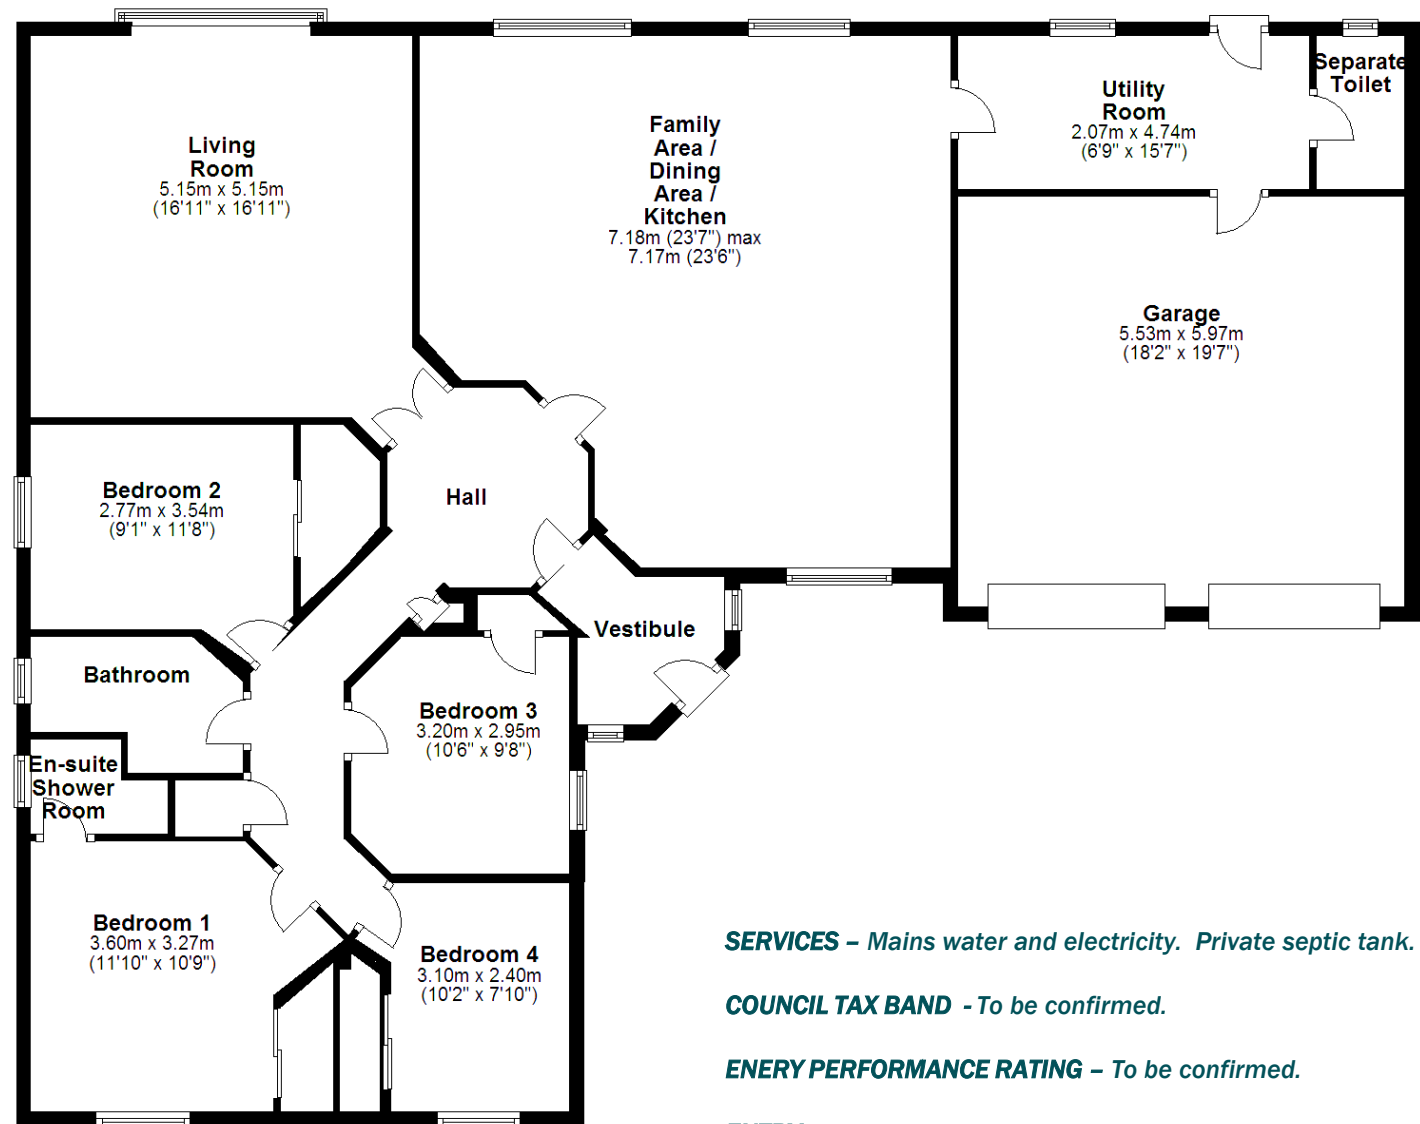 Living
Room
5.15m x 5.15m
(16'11" x 16'11")
Family
Area /
Dining
Area /
Kitchen
7.18m (23'7") max
7.17m (23'6")
Utility
Room
2.07m x 4.74m
(6'9" x 15'7")
Separate
Toilet
Garage
5.53m x 5.97m
(18'2" x 19'7")
Bedroom 2
2.77m x 3.54m
(9'1" x 11'8")
Hall
Vestibule
Bathroom
En-suite
Shower
Room
Bedroom 3
3.20m x 2.95m
(10'6" x 9'8")
Bedroom 1
3.60m x 3.27m
(11'10" x 10'9")
Bedroom 4
3.10m x 2.40m
(10'2" x 7'10")
SERVICES – Mains water and electricity. Private septic tank.
COUNCIL TAX BAND - To be confirmed.
ENERY PERFORMANCE RATING – To be confirmed.